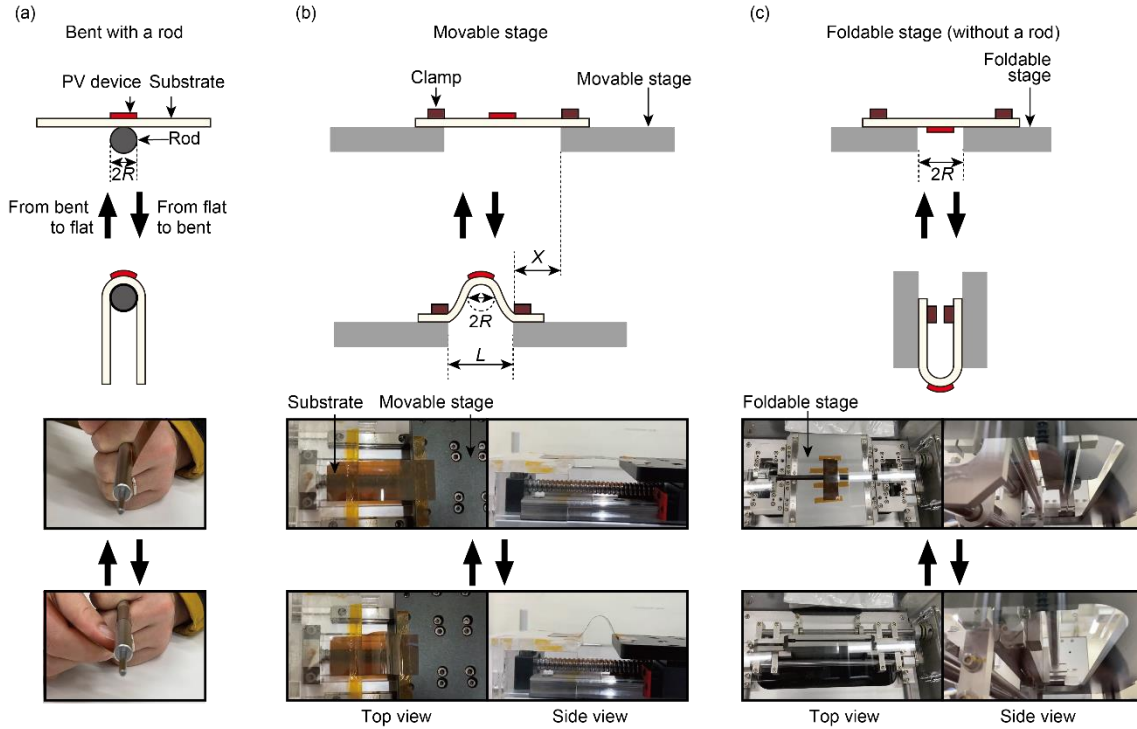 (a)
Bent with a rod
PV device
Substrate
Rod
2R
From bent
to flat
From flat
to bent
(b)
Movable stage
Clamp
Movable stage
X
2R
L
Substrate
Movable stage
Top view
Side view
(c)
Foldable stage (without a rod)
Foldable
stage
2R
Foldable stage
Top view
Side view